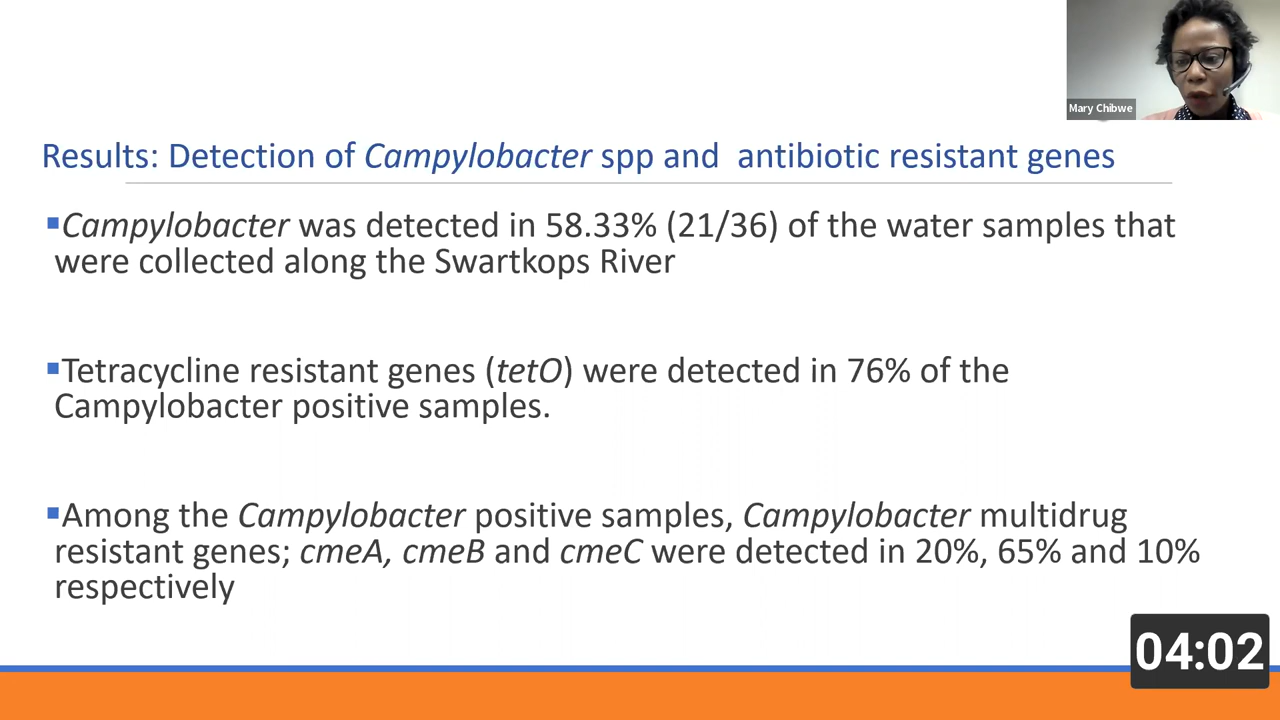 Mary Chibwe
Results: Detection of Campylobacter spp and antibiotic resistant genes
▪Campylobacter was detected in 58.33% (21/36) of the water samples that
were collected along the Swartkops River
▪Tetracycline resistant genes (tetO) were detected in 76% of the
Campylobacter positive samples.
▪Among the Campylobacter positive samples, Campylobacter multidrug
resistant genes; cmeA, cmeB and cmeC were detected in 20%, 65% and 10%
respectively
04:02